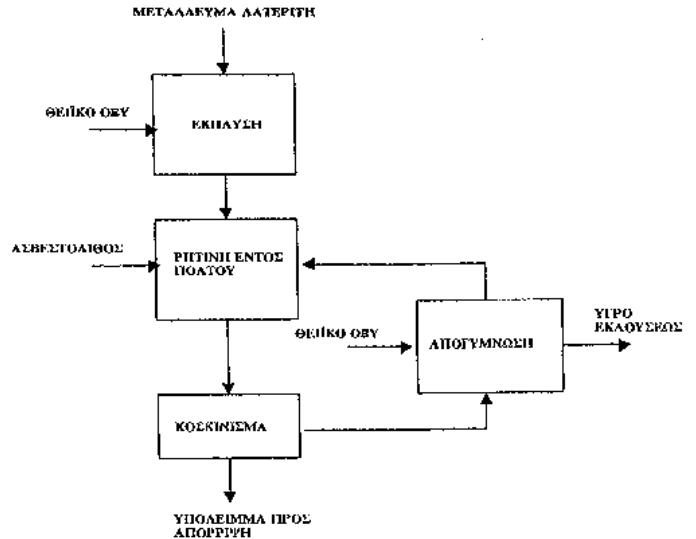 ΜΕΤΑΛΛΕΥΜΑ ΛΑΤΕΡΙΤΗ
ΘΕΙΪΚΟ ΟΞΥ
ΕΚΠΛΥΣΗ
ΑΣΒΕΣΤΟΛΙΘΟΣ
ΡΗΤΙΝΗ ΕΝΤΟΣ
ΠΟΛΤΟΥ
ΘΕΙΪΚΟ ΟΞΥ
ΑΠΟΓΥΜΝΩΣΗ
ΥΓΡΟ
ΕΚΛΟΥΣΕΩΣ
ΚΟΣΚΙΝΙΣΜΑ
ΥΠΟΛΕΙΜΜΑ ΠΡΟΣ
ΑΠΟΡΡΙΨΗ